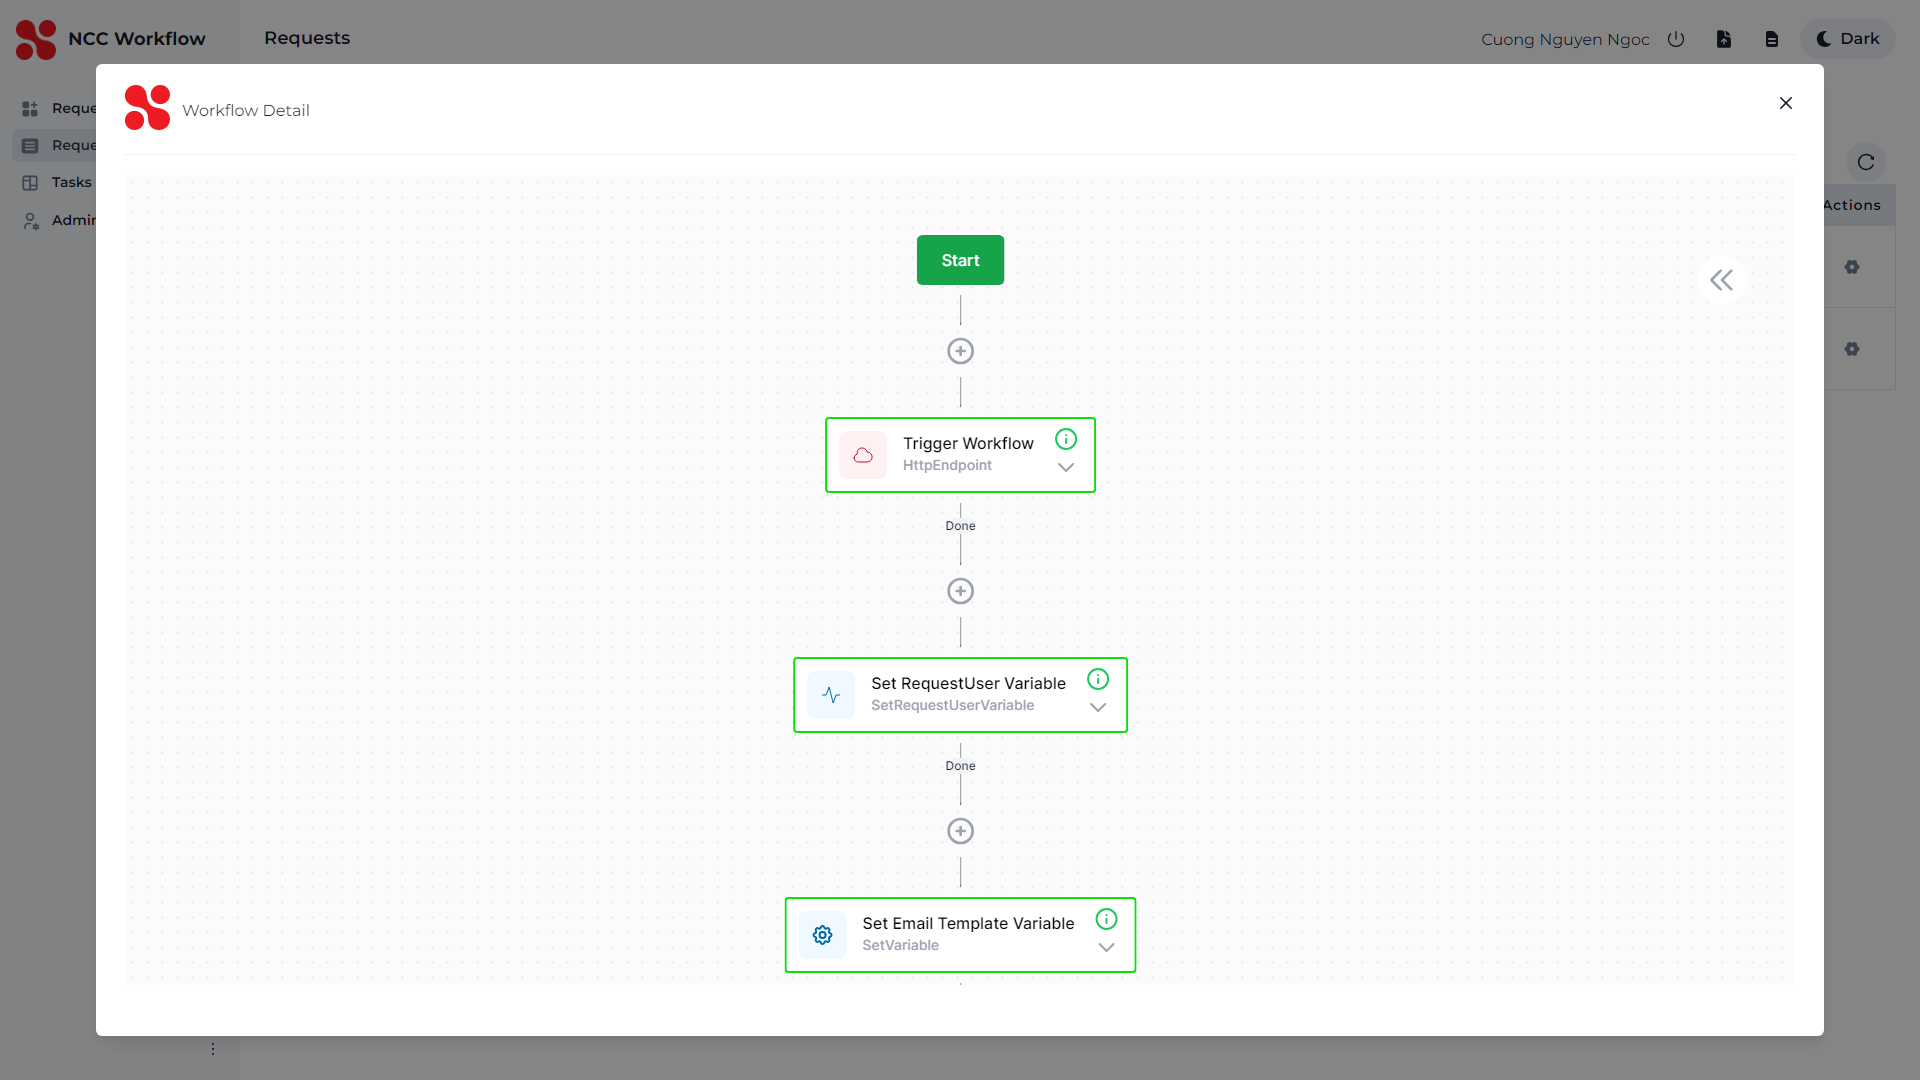 NCC Workflow
Requests
Cuong Nguyen Ngoc
Dark
Workflow Detail
Reque
Reque
Tasks
Admin
Actions
Start
Trigger Workflow
HttpEndpoint
Done
Set RequestUser Variable
SetRequestUserVariable
Done
Set Email Template Variable
SetVariable